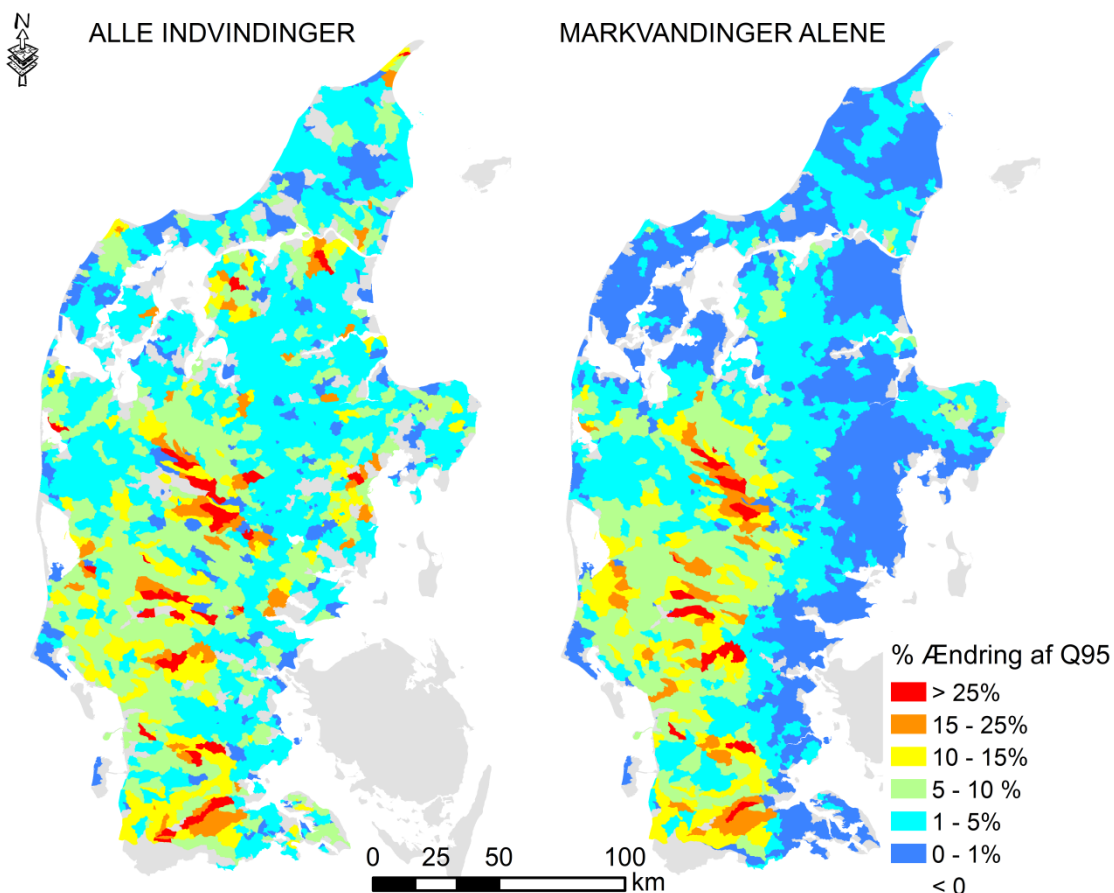 N
ALLE INDVINDINGER
MARKVANDINGER ALENE
% Ændring af Q95
> 25%
15 - 25%
10 - 15%
5 - 10 %
1 - 5%
0 - 1%
< 0
0 25 50 100
km